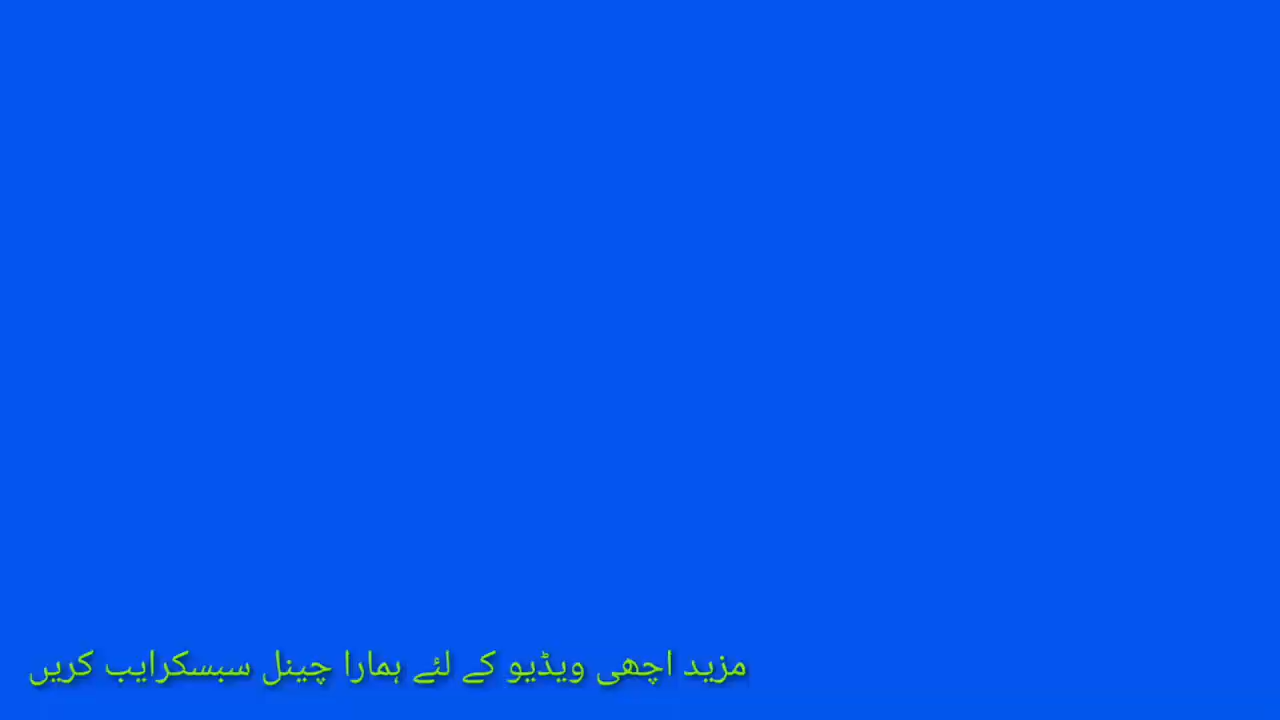 مزید اچھی ویڈیو کے لئے ہمارا چینل سبسکرایب کریں